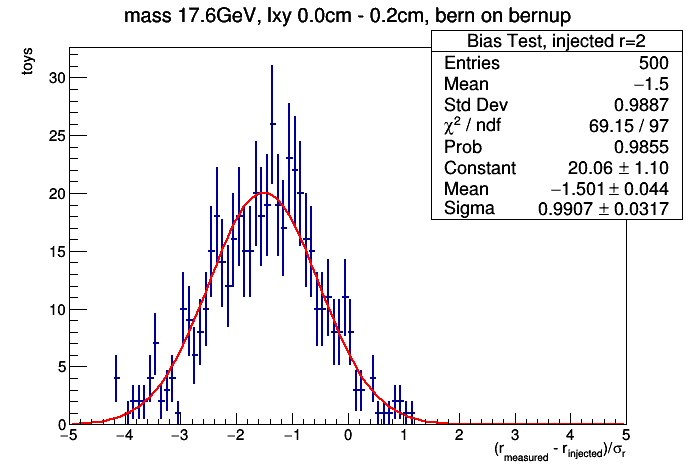 mass 17.6GeV, lxy 0.0cm - 0.2cm, bern on bernup
Bias Test, injected r=2
Entries 500
Mean −1.5
Std Dev 0.9887
χ² / ndf 69.15 / 97
Prob 0.9855
Constant 20.06 ± 1.10
Mean −1.501 ± 0.044
Sigma 0.9907 ± 0.0317
toys
30
25
20
15
10
5
0
−5 −4 −3 −2 −1 0 1 2 3 4 5
(r_measured - r_injected)/σ_r